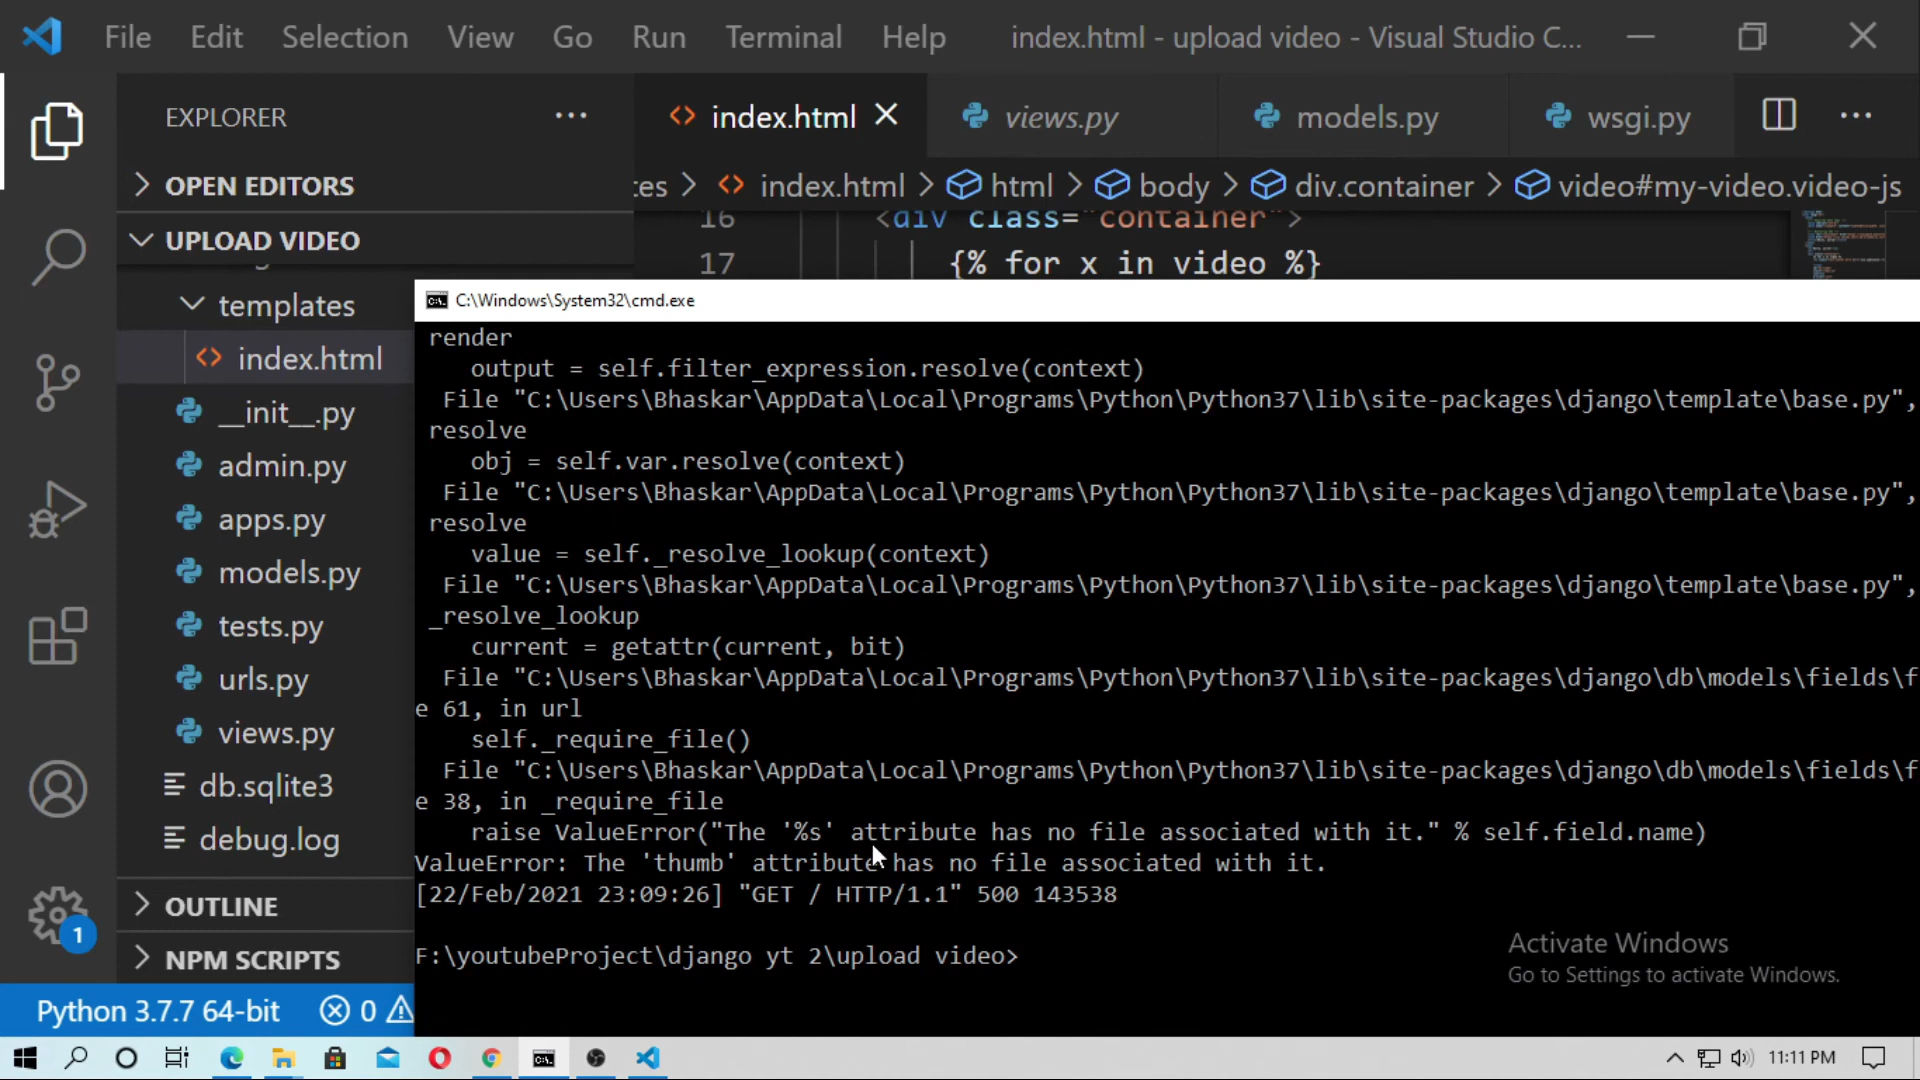 File Edit Selection View Go Run Terminal Help index.html - upload video - Visual Studio C...
EXPLORER
index.html
views.py
models.py
wsgi.py
OPEN EDITORS
tes > index.html > html > body > div.container > video#my-video.video-js
16 <div class="container">
UPLOAD VIDEO
17 {% for x in video %}
templates
index.html
__init__.py
admin.py
apps.py
models.py
tests.py
urls.py
views.py
db.sqlite3
debug.log
OUTLINE
NPM SCRIPTS
C:\Windows\System32\cmd.exe
render
output = self.filter_expression.resolve(context)
File "C:\Users\Bhaskar\AppData\Local\Programs\Python\Python37\lib\site-packages\django\template\base.py",
resolve
obj = self.var.resolve(context)
File "C:\Users\Bhaskar\AppData\Local\Programs\Python\Python37\lib\site-packages\django\template\base.py",
resolve
value = self._resolve_lookup(context)
File "C:\Users\Bhaskar\AppData\Local\Programs\Python\Python37\lib\site-packages\django\template\base.py",
_resolve_lookup
current = getattr(current, bit)
File "C:\Users\Bhaskar\AppData\Local\Programs\Python\Python37\lib\site-packages\django\db\models\fields\f
e 61, in url
self._require_file()
File "C:\Users\Bhaskar\AppData\Local\Programs\Python\Python37\lib\site-packages\django\db\models\fields\f
e 38, in _require_file
raise ValueError("The '%s' attribute has no file associated with it." % self.field.name)
ValueError: The 'thumb' attribute has no file associated with it.
[22/Feb/2021 23:09:26] "GET / HTTP/1.1" 500 143538
F:\youtubeProject\django yt 2\upload video>
Activate Windows
Go to Settings to activate Windows.
1
Python 3.7.7 64-bit 0
11:11 PM